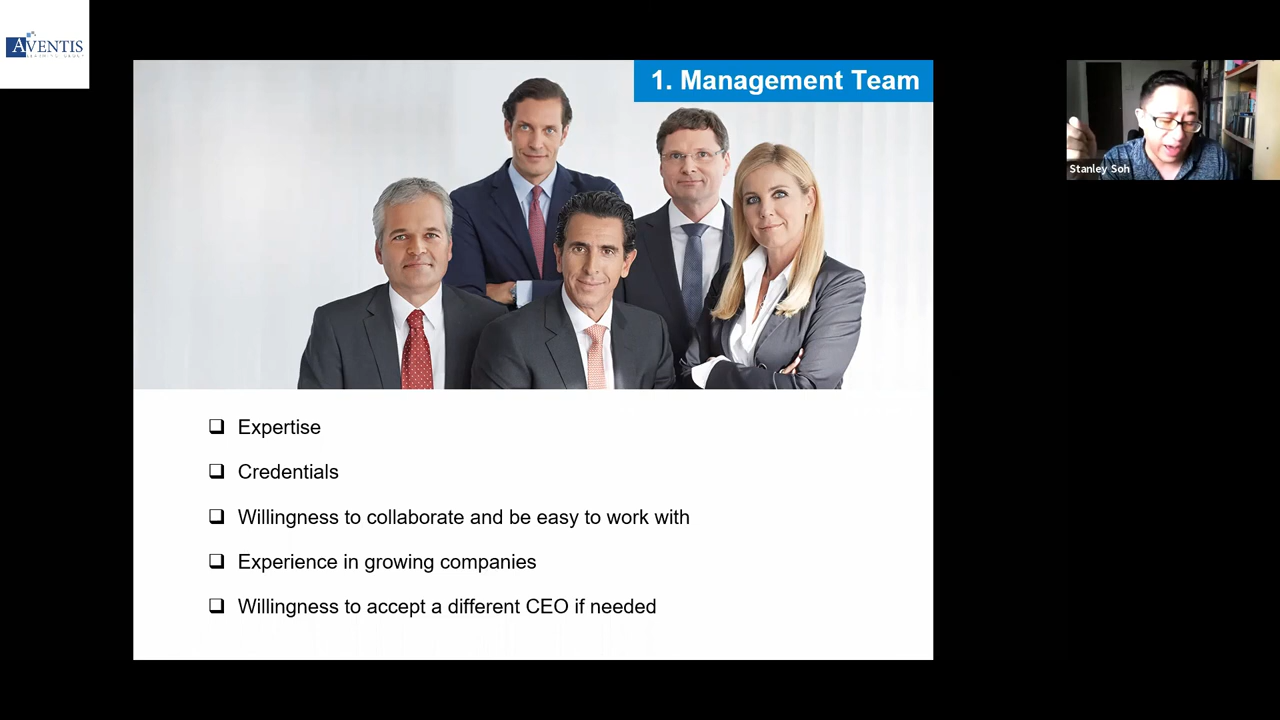 AVENTIS
1. Management Team
Stanley Soh
❑ Expertise
❑ Credentials
❑ Willingness to collaborate and be easy to work with
❑ Experience in growing companies
❑ Willingness to accept a different CEO if needed